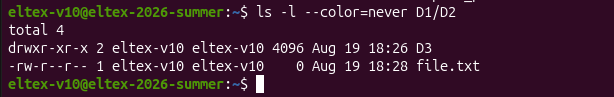 eltex-v10@eltex-2026-summer:~$ ls -l --color=never D1/D2
total 4
drwxr-xr-x 2 eltex-v10 eltex-v10 4096 Aug 19 18:26 D3
-rw-r--r-- 1 eltex-v10 eltex-v10    0 Aug 19 18:28 file.txt
eltex-v10@eltex-2026-summer:~$